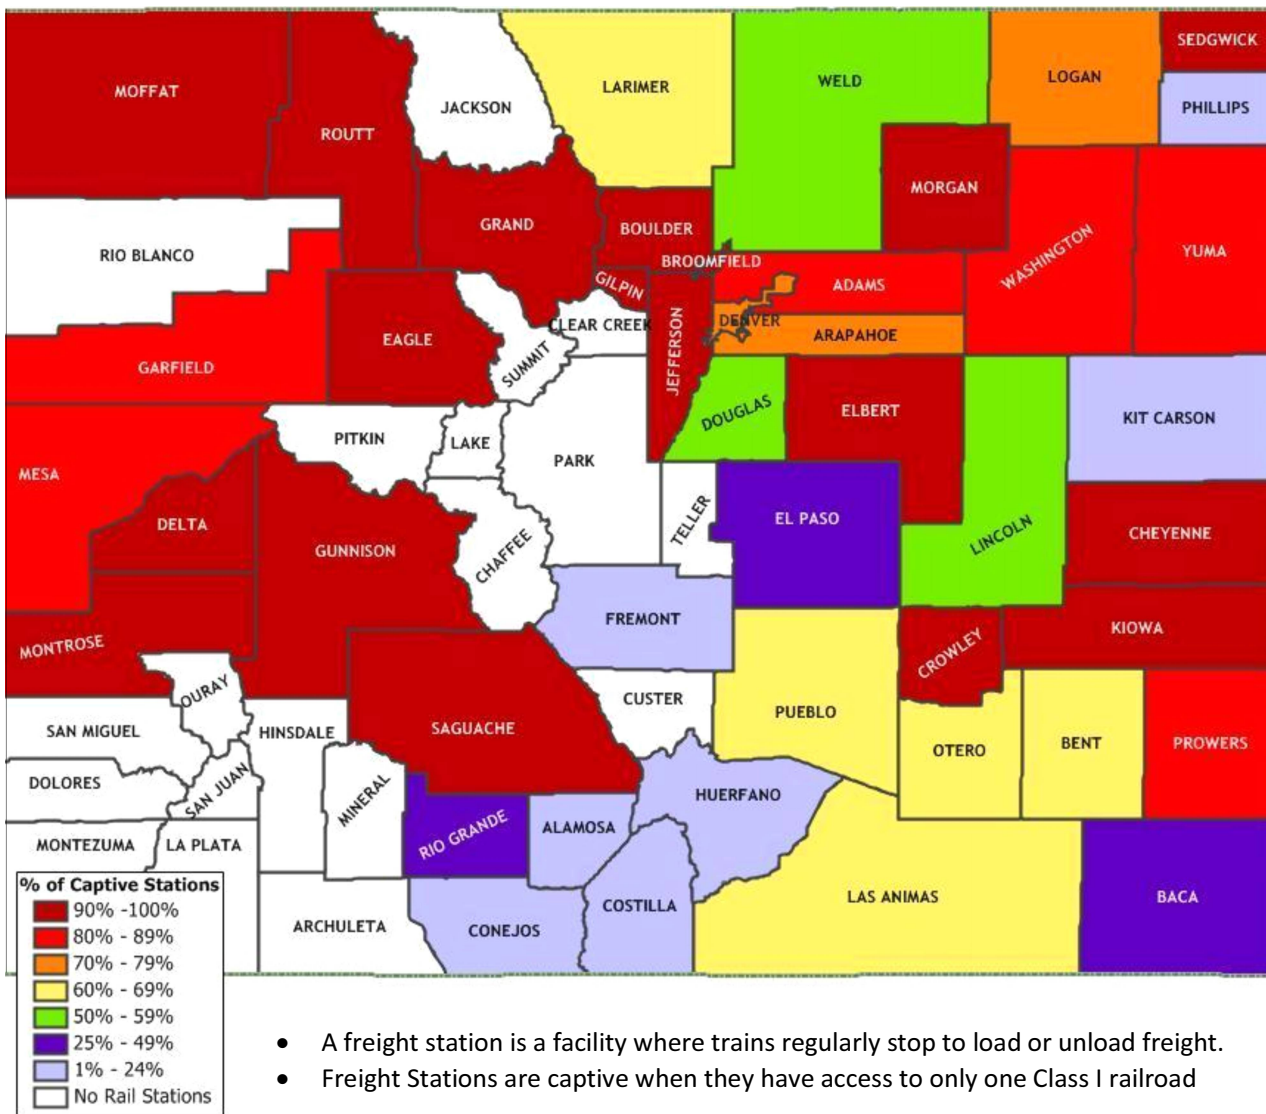 SEDGWICK
LOGAN
WELD
LARIMER
MOFFAT
JACKSON
PHILLIPS
ROUTT
MORGAN
GRAND
BOULDER
RIO BLANCO
WASHINGTON
YUMA
BROOMFIELD
GILPIN
ADAMS
CLEAR CREEK
DENVER
ARAPAHOE
EAGLE
SUMMIT
JEFFERSON
GARFIELD
DOUGLAS
ELBERT
KIT CARSON
PITKIN
LAKE
PARK
MESA
DELTA
GUNNISON
CHAFFEE
TELLER
EL PASO
LINCOLN
CHEYENNE
FREMONT
KIOWA
MONTROSE
CROWLEY
OURAY
CUSTER
PUEBLO
SAN MIGUEL
HINSDALE
SAGUACHE
OTERO
BENT
PROWERS
DOLORES
SAN JUAN
MINERAL
HUERFANO
RIO GRANDE
ALAMOSA
MONTEZUMA
LA PLATA
LAS ANIMAS
BACA
COSTILLA
ARCHULETA
CONEJOS
% of Captive Stations
90% -100%
80% - 89%
70% - 79%
60% - 69%
50% - 59%
25% - 49%
1% - 24%
No Rail Stations
• A freight station is a facility where trains regularly stop to load or unload freight.
• Freight Stations are captive when they have access to only one Class I railroad